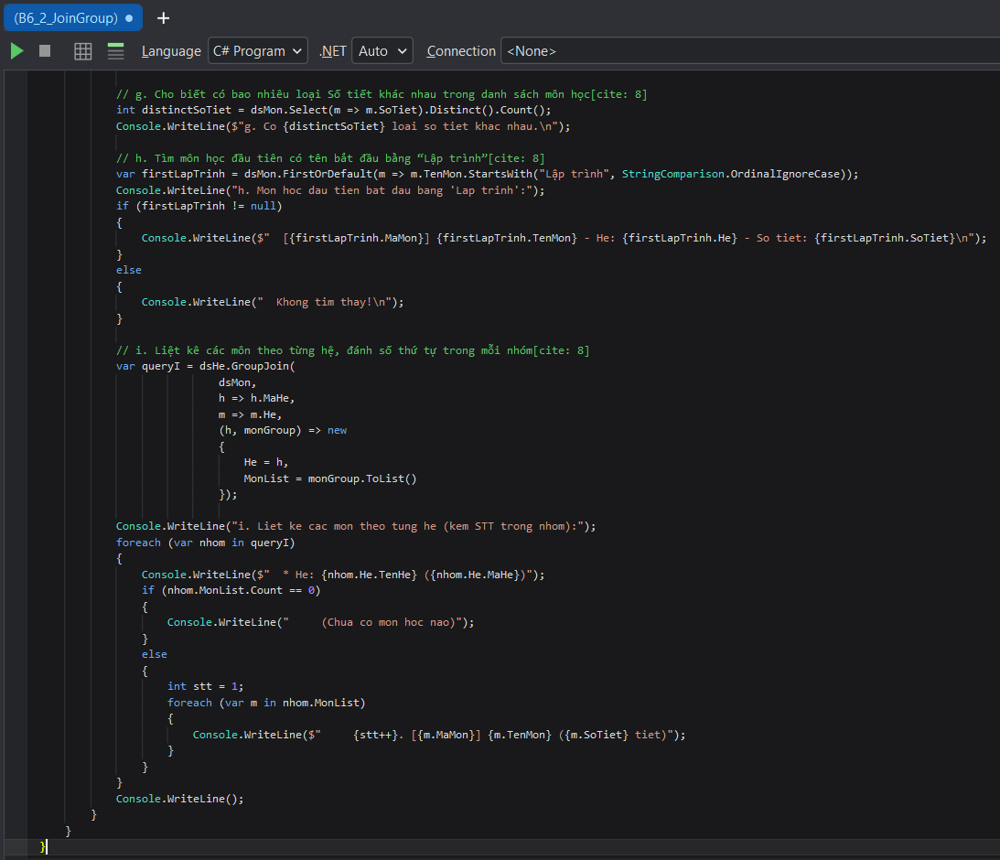 (B6_2_JoinGroup) ● +
Language C# Program .NET Auto Connection <None>
// g. Cho biết có bao nhiêu loại Số tiết khác nhau trong danh sách môn học[cite: 8]
int distinctSoTiet = dsMon.Select(m => m.SoTiet).Distinct().Count();
Console.WriteLine($"g. Co {distinctSoTiet} loai so tiet khac nhau.\n");
// h. Tìm môn học đầu tiên có tên bắt đầu bằng “Lập trình”[cite: 8]
var firstLapTrinh = dsMon.FirstOrDefault(m => m.TenMon.StartsWith("Lập trình", StringComparison.OrdinalIgnoreCase));
Console.WriteLine("h. Mon hoc dau tien bat dau bang 'Lap trinh':");
if (firstLapTrinh != null)
{
Console.WriteLine($"  [{firstLapTrinh.MaMon}] {firstLapTrinh.TenMon} - He: {firstLapTrinh.He} - So tiet: {firstLapTrinh.SoTiet}\n");
}
else
{
Console.WriteLine("  Khong tim thay!\n");
}
// i. Liệt kê các môn theo từng hệ, đánh số thứ tự trong mỗi nhóm[cite: 8]
var queryI = dsHe.GroupJoin(
dsMon,
h => h.MaHe,
m => m.He,
(h, monGroup) => new
{
He = h,
MonList = monGroup.ToList()
});
Console.WriteLine("i. Liet ke cac mon theo tung he (kem STT trong nhom):");
foreach (var nhom in queryI)
{
Console.WriteLine($"  * He: {nhom.He.TenHe} ({nhom.He.MaHe})");
if (nhom.MonList.Count == 0)
{
Console.WriteLine("     (Chua co mon hoc nao)");
}
else
{
int stt = 1;
foreach (var m in nhom.MonList)
{
Console.WriteLine($"     {stt++}. [{m.MaMon}] {m.TenMon} ({m.SoTiet} tiet)");
}
}
}
Console.WriteLine();
}
}
}